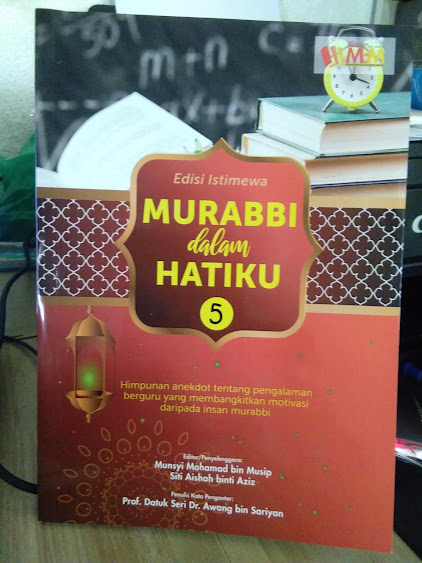 m+n
Edisi Istimewa
MURABBI
dalam
HATIKU
5
Himpunan anekdot tentang pengalaman
berguru yang membangkitkan motivasi
daripada insan murabbi
Editor/Penyelenggara:
Munsyi Mohamad bin Musip
Siti Aishah binti Aziz
Penulis Kata Pengantar:
Prof. Datuk Seri Dr. Awang bin Sariyan